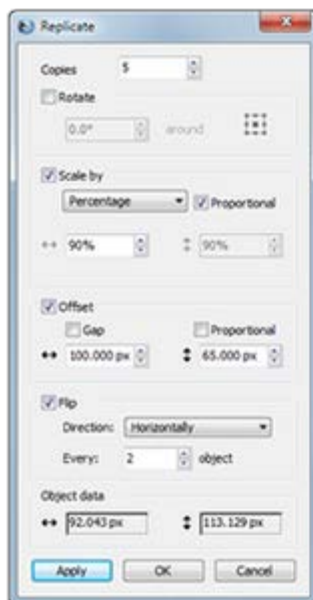 Replicate
Copies 5
Rotate
0.0° around
Scale by
Percentage Proportional
90% 90%
Offset
Gap Proportional
100.000 px 65.000 px
Flip
Direction: Horizontally
Every: 2 object
Object data
92.043 px 113.129 px
Apply OK Cancel